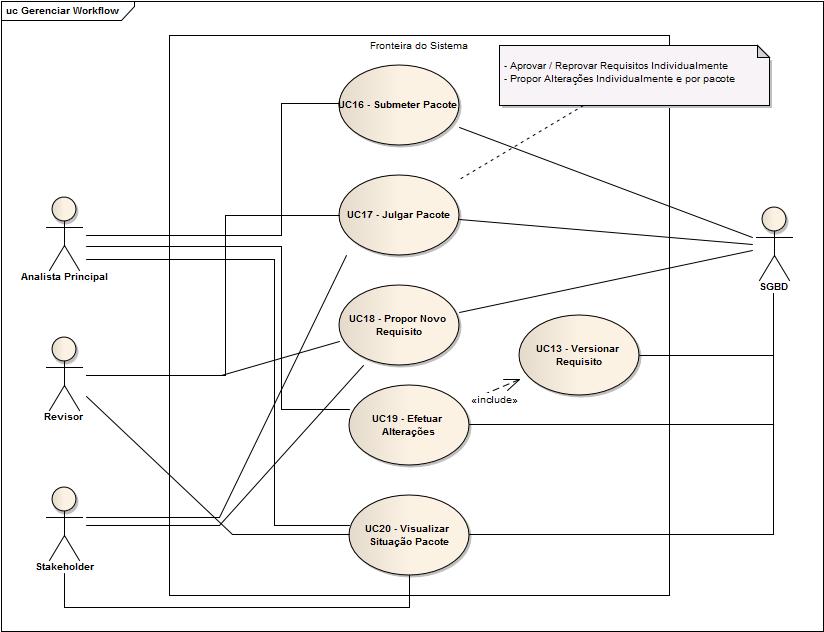 uc Gerenciar Workflow
Fronteira do Sistema
- Aprovar / Reprovar Requisitos Individualmente
- Propor Alterações Individualmente e por pacote
UC16 - Submeter Pacote
UC17 - Julgar Pacote
Analista Principal
SGBD
UC18 - Propor Novo
Requisito
UC13 - Versionar
Requisito
«include»
Revisor
UC19 - Efetuar
Alterações
UC20 - Visualizar
Situação Pacote
Stakeholder